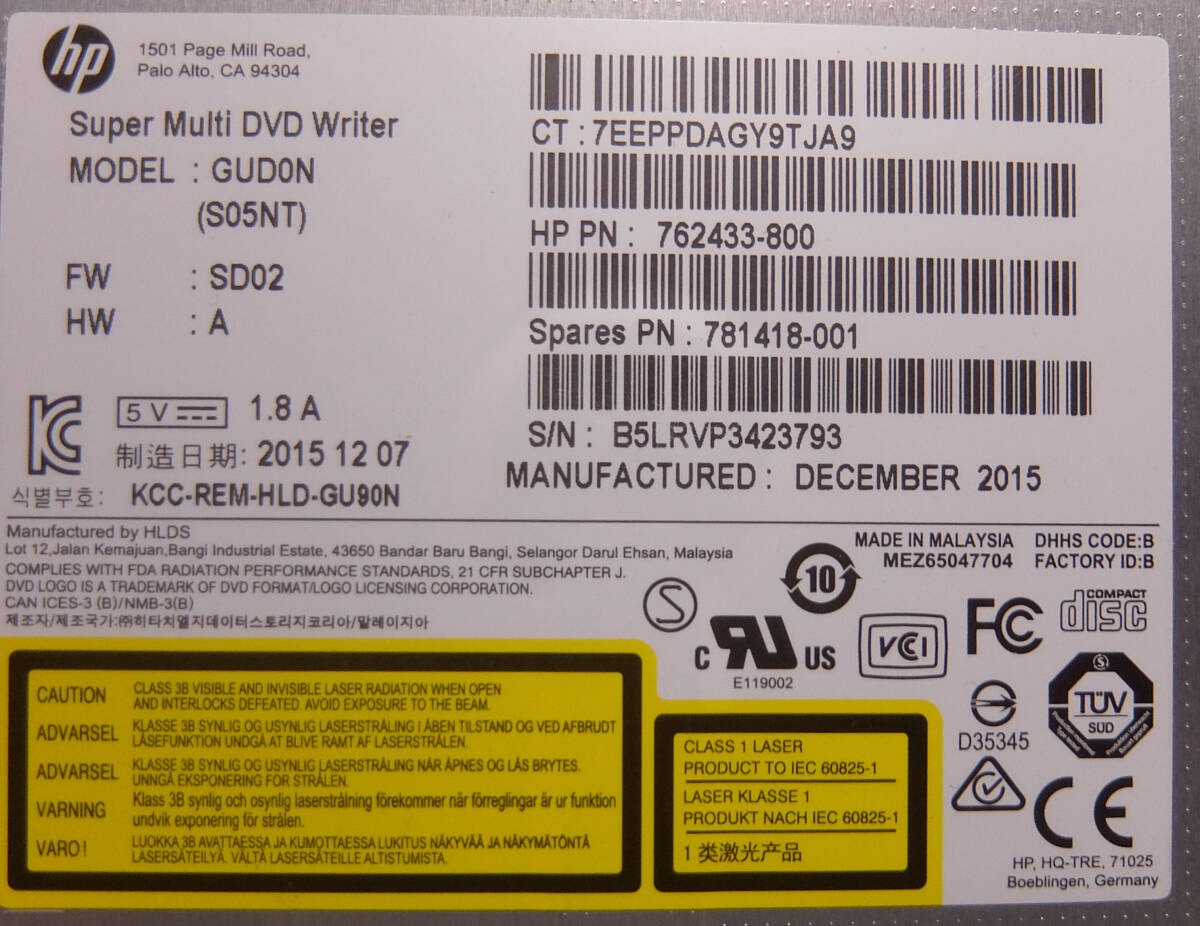 hp
1501 Page Mill Road,
Palo Alto, CA 94304
Super Multi DVD Writer
MODEL : GUD0N
(S05NT)
FW : SD02
HW : A
5 V 1.8 A
制造日期: 2015 12 07
식별부호: KCC-REM-HLD-GU90N
CT : 7EEPPDAGY9TJA9
HP PN : 762433-800
Spares PN : 781418-001
S/N : B5LRVP3423793
MANUFACTURED : DECEMBER 2015
Manufactured by HLDS
Lot 12,Jalan Kemajuan,Bangi Industrial Estate, 43650 Bandar Baru Bangi, Selangor Darul Ehsan, Malaysia
COMPLIES WITH FDA RADIATION PERFORMANCE STANDARDS, 21 CFR SUBCHAPTER J.
DVD LOGO IS A TRADEMARK OF DVD FORMAT/LOGO LICENSING CORPORATION.
CAN ICES-3 (B)/NMB-3(B)
제조자/제조국가:㈜히타치엘지데이터스토리지코리아/말레이지아
MADE IN MALAYSIA DHHS CODE:B
MEZ65047704 FACTORY ID:B
10
S
C RU US
E119002
VCI
FC
COMPACT
disc
D35345
TÜV
SÜD
CE
HP, HQ-TRE, 71025
Boeblingen, Germany
CAUTION CLASS 3B VISIBLE AND INVISIBLE LASER RADIATION WHEN OPEN
AND INTERLOCKS DEFEATED. AVOID EXPOSURE TO THE BEAM.
ADVARSEL KLASSE 3B SYNLIG OG USYNLIG LASERSTRÅLING I ÅBEN TILSTAND OG VED AFBRUDT
LÅSEFUNKTION UNDGÅ AT BLIVE RAMT AF LASERSTRÅLEN.
ADVARSEL KLASSE 3B SYNLIG OG USYNLIG LASERSTRÅLING NÅR ÅPNES OG LÅS BRYTES.
UNNGÅ EKSPONERING FOR STRÅLEN.
VARNING Klass 3B synlig och osynlig laserstrålning förekommer når förreglingar är ur funktion
undvik exponering för strålen.
VARO! LUOKKA 3B AVATTAESSA JA KUMOTTAESSA LUKITUS NÄKYVÄÄ JA NÄKYMÄTÖNTÄ
LASERSÄTEILYÄ. VÄLTÄ LASERSÄTEILLE ALTISTUMISTA.
CLASS 1 LASER
PRODUCT TO IEC 60825-1
LASER KLASSE 1
PRODUKT NACH IEC 60825-1
1 类激光产品